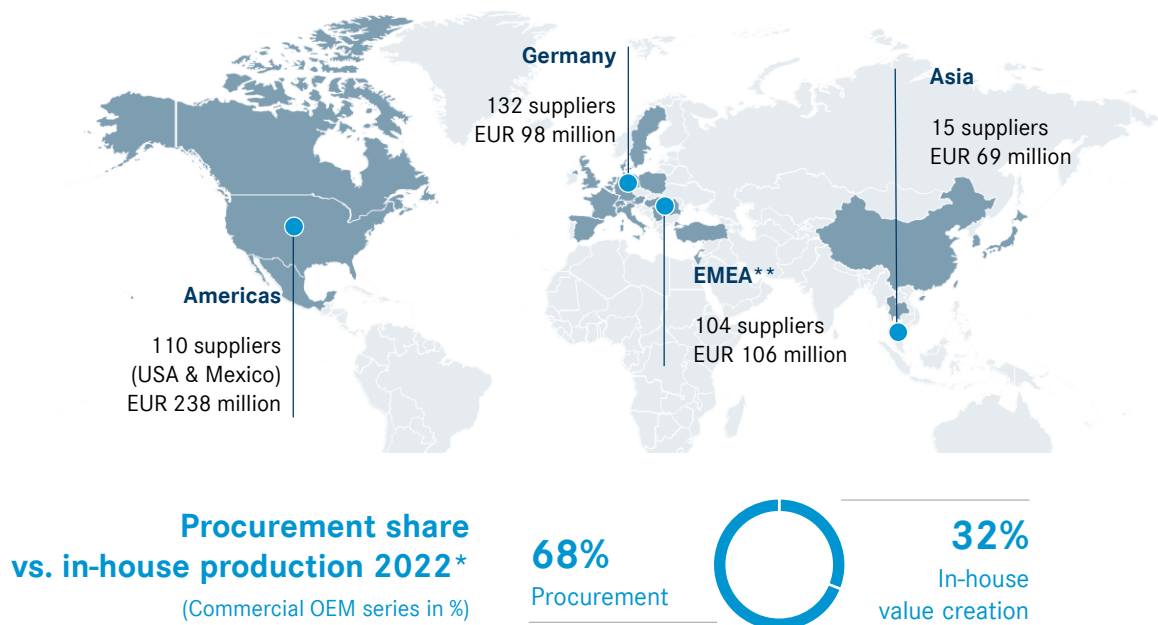 Germany
132 suppliers
EUR 98 million
Asia
15 suppliers
EUR 69 million
EMEA**
104 suppliers
EUR 106 million
Americas
110 suppliers
(USA & Mexico)
EUR 238 million
Procurement share
vs. in-house production 2022*
(Commercial OEM series in %)
68%
Procurement
32%
In-house
value creation